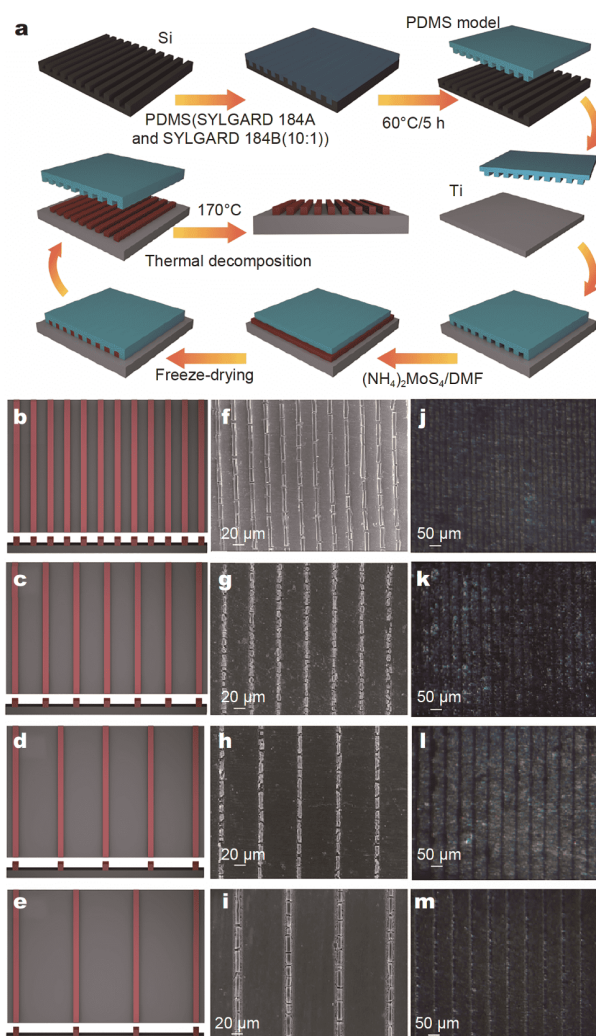 a
Si
PDMS model
PDMS(SYLGARD 184A
and SYLGARD 184B(10:1))
60°C/5 h
Ti
170°C
Thermal decomposition
Freeze-drying
(NH₄)₂MoS₄/DMF
b
f
20 µm
j
50 µm
c
g
20 µm
k
50 µm
d
h
20 µm
l
50 µm
e
i
20 µm
m
50 µm